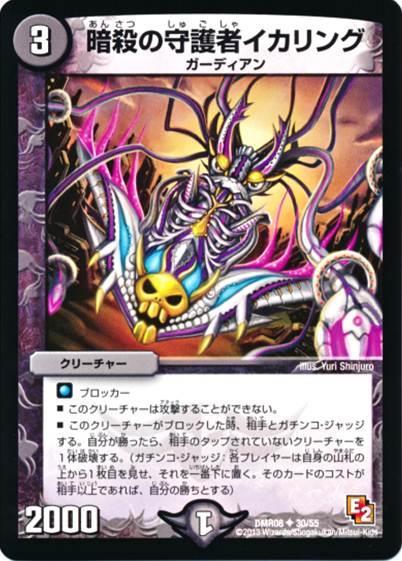 3
暗殺の守護者イカリング
あんさつ しゅごしゃ
ガーディアン
illus. Yuri Shinjuro
クリーチャー
ブロッカー
■ このクリーチャーは攻撃することができない。
■ このクリーチャーがブロックした時、相手とガチンコ・ジャッジ
する。自分が勝ったら、相手のタップされていないクリーチャーを
1体破壊する。(ガチンコ・ジャッジ:各プレイヤーは自身の山札の
上から1枚目を見せ、それを一番下に置く。そのカードのコストが
相手以上であれば、自分が勝ちとする)
2000
1
E2
DMR08 ◆ 30/55
©2013 Wizards/Shogakukan/Mitsui-Kids